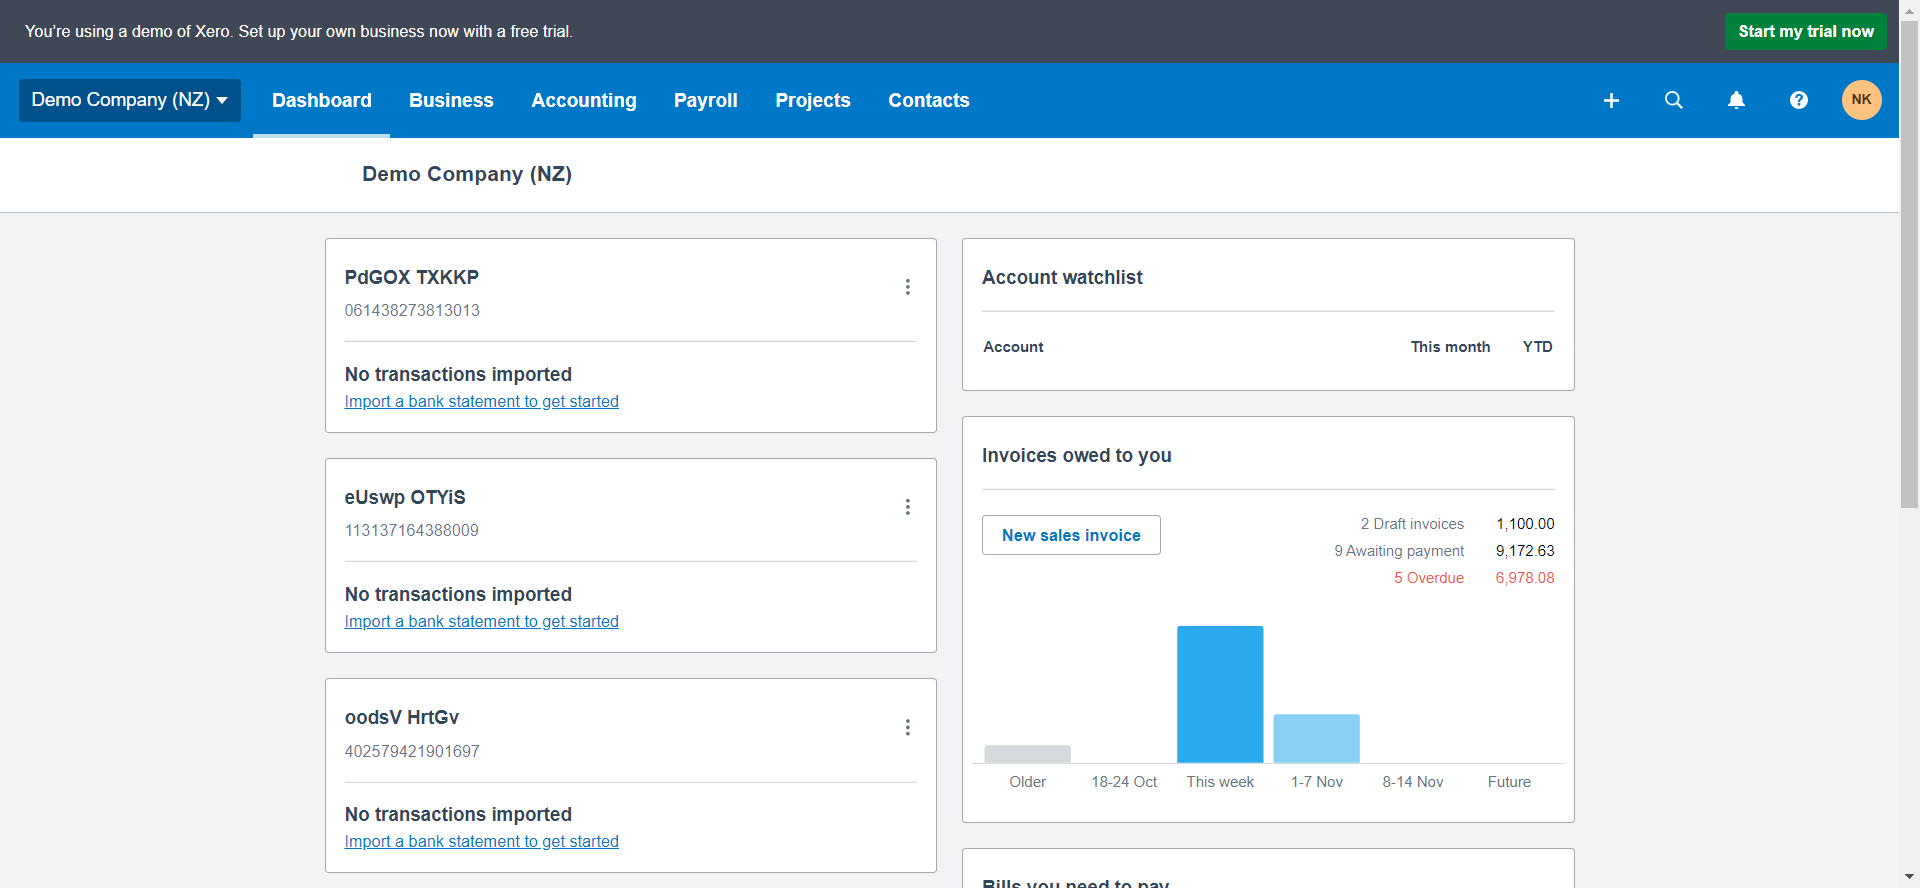 You're using a demo of Xero. Set up your own business now with a free trial.
Start my trial now
Demo Company (NZ)
Dashboard
Business
Accounting
Payroll
Projects
Contacts
NK
Demo Company (NZ)
PdGOX TXKKP
061438273813013
No transactions imported
Import a bank statement to get started
eUswp OTYiS
113137164388009
No transactions imported
Import a bank statement to get started
oodsV HrtGv
402579421901697
No transactions imported
Import a bank statement to get started
Account watchlist
Account This month YTD
Invoices owed to you
New sales invoice
2 Draft invoices 1,100.00
9 Awaiting payment 9,172.63
5 Overdue 6,978.08
Older 18-24 Oct This week 1-7 Nov 8-14 Nov Future
Bills you need to pay